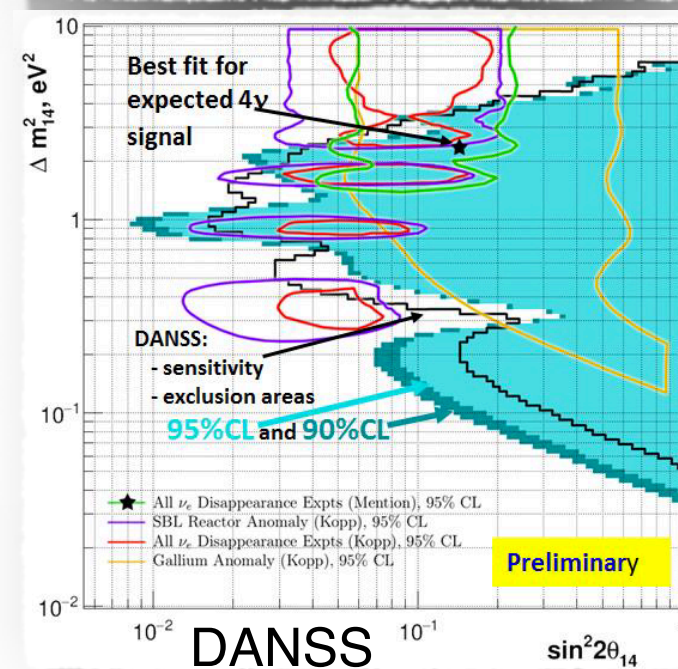 10
Δ m²₁₄, eV²
Best fit for
expected 4ν
signal
1
DANSS:
- sensitivity
- exclusion areas
95%CL and 90%CL
10⁻¹
All νₑ Disappearance Expts (Mention), 95% CL
SBL Reactor Anomaly (Kopp), 95% CL
All νₑ Disappearance Expts (Kopp), 95% CL
Gallium Anomaly (Kopp), 95% CL
Preliminary
10⁻²
10⁻² 10⁻¹
DANSS sin²2θ₁₄